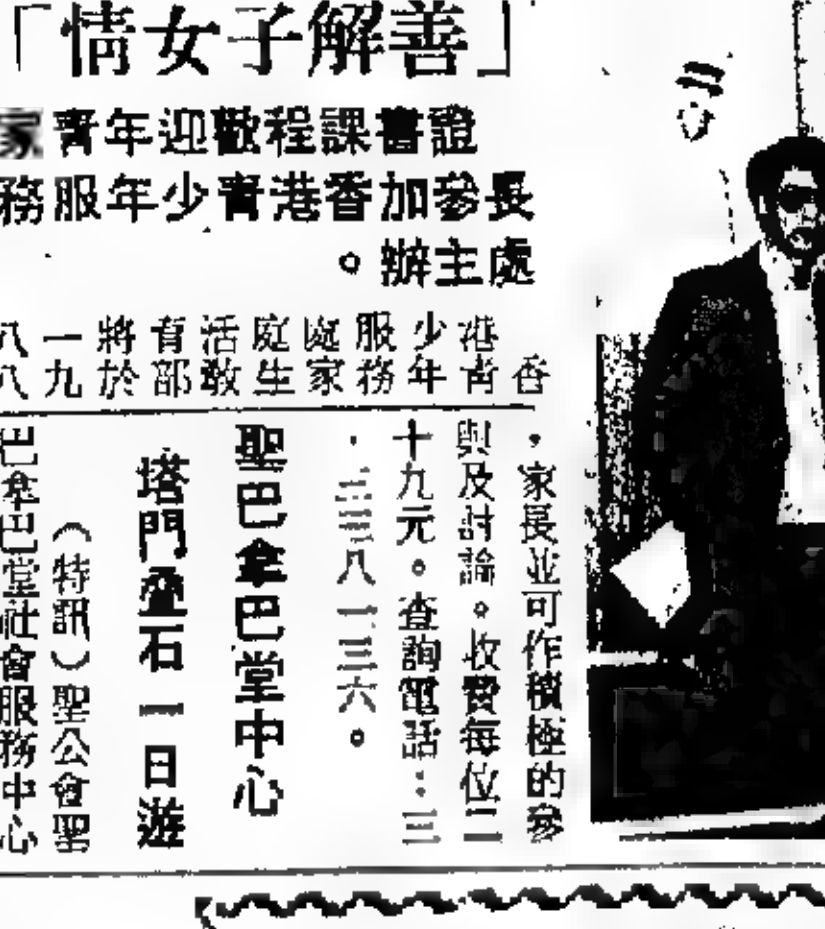 「善解子女情」
證書課程歡迎年青家
長參加香港青少年服務
處主辦。
香
港青
少年
服務
處家
庭生
活教
育部
將於
一九
八八
，家長並可作積極的參
與及討論。收費每位二
十九元。查詢電話：三
．三三八一三六。
聖巴拿巴堂中心
塔門叠石一日遊
（特訊）聖公會聖
巴拿巴堂社會服務中心